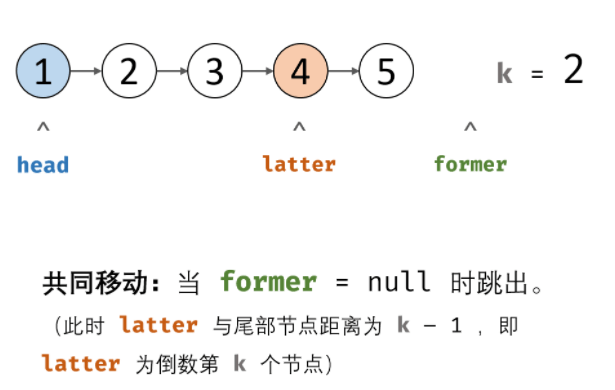 1 2 3 4 5 k = 2
^ ^ ^
head latter former
共同移动：当 former = null 时跳出。
（此时 latter 与尾部节点距离为 k – 1 ，即
latter 为倒数第 k 个节点）